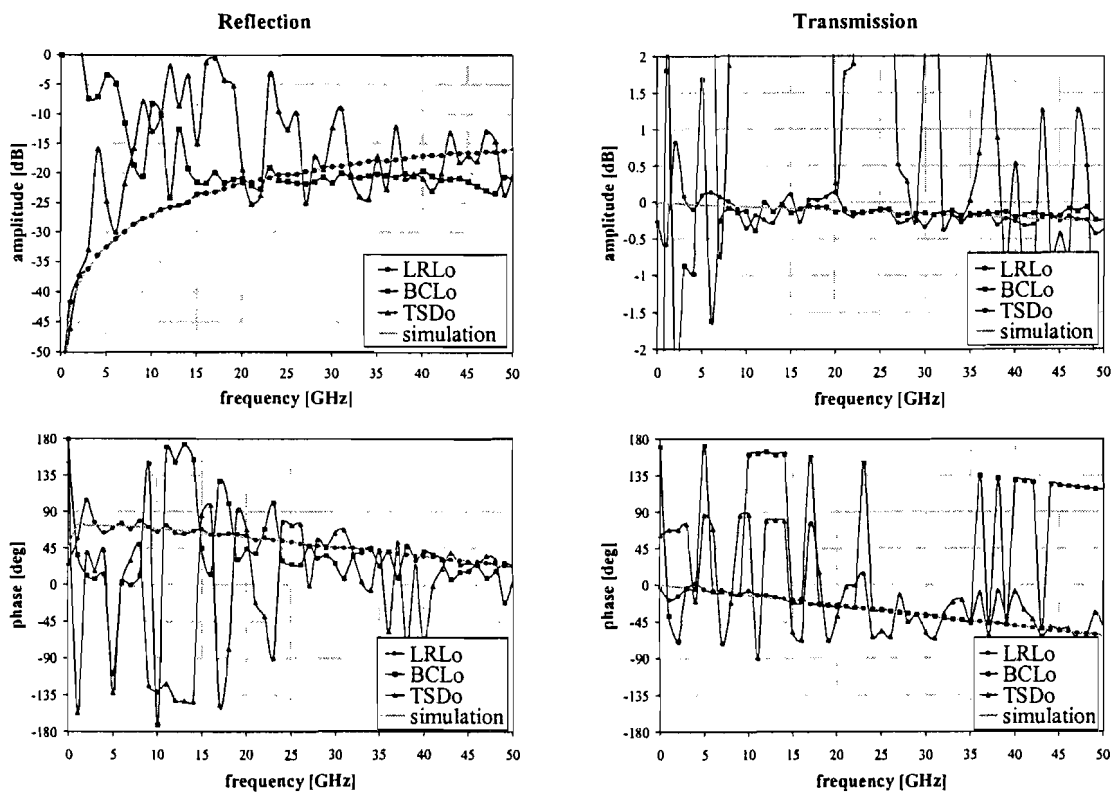 Reflection
Transmission
amplitude [dB]
0
-5
-10
-15
-20
-25
-30
-35
-40
-45
-50
LRLo
BCLo
TSDo
simulation
0 5 10 15 20 25 30 35 40 45 50
frequency [GHz]
amplitude [dB]
2
1.5
1
0.5
0
-0.5
-1
-1.5
-2
LRLo
BCLo
TSDo
simulation
0 5 10 15 20 25 30 35 40 45 50
frequency [GHz]
phase [deg]
180
135
90
45
0
-45
-90
-135
-180
LRLo
BCLo
TSDo
simulation
0 5 10 15 20 25 30 35 40 45 50
frequency [GHz]
phase [deg]
180
135
90
45
0
-45
-90
-135
-180
LRLo
BCLo
TSDo
simulation
0 5 10 15 20 25 30 35 40 45 50
frequency [GHz]